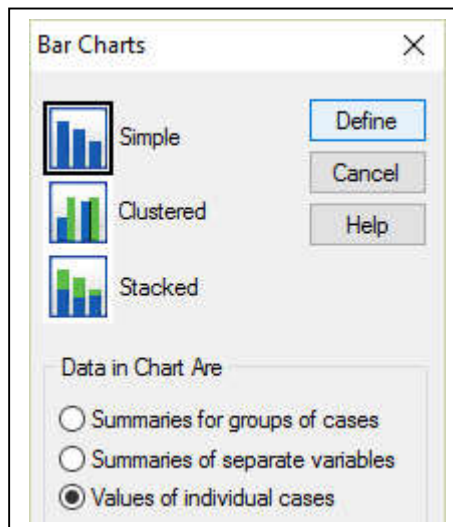 Bar Charts
Simple
Define
Cancel
Clustered
Help
Stacked
Data in Chart Are
Summaries for groups of cases
Summaries of separate variables
Values of individual cases